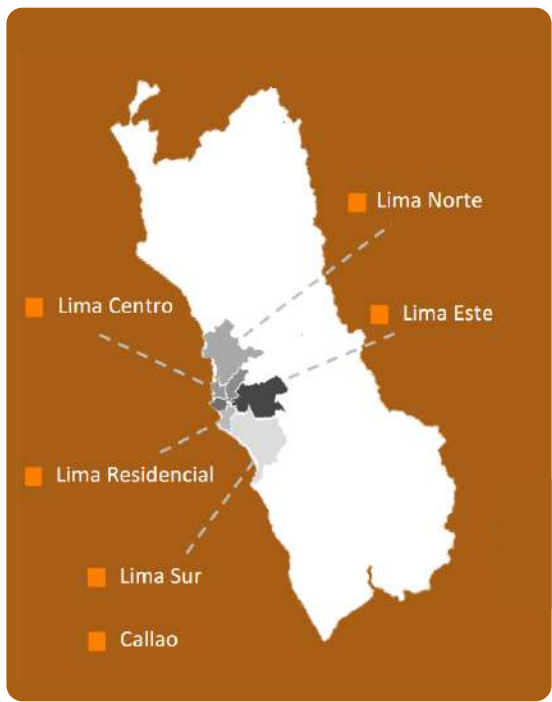 Lima Norte
Lima Centro
Lima Este
Lima Residencial
Lima Sur
Callao